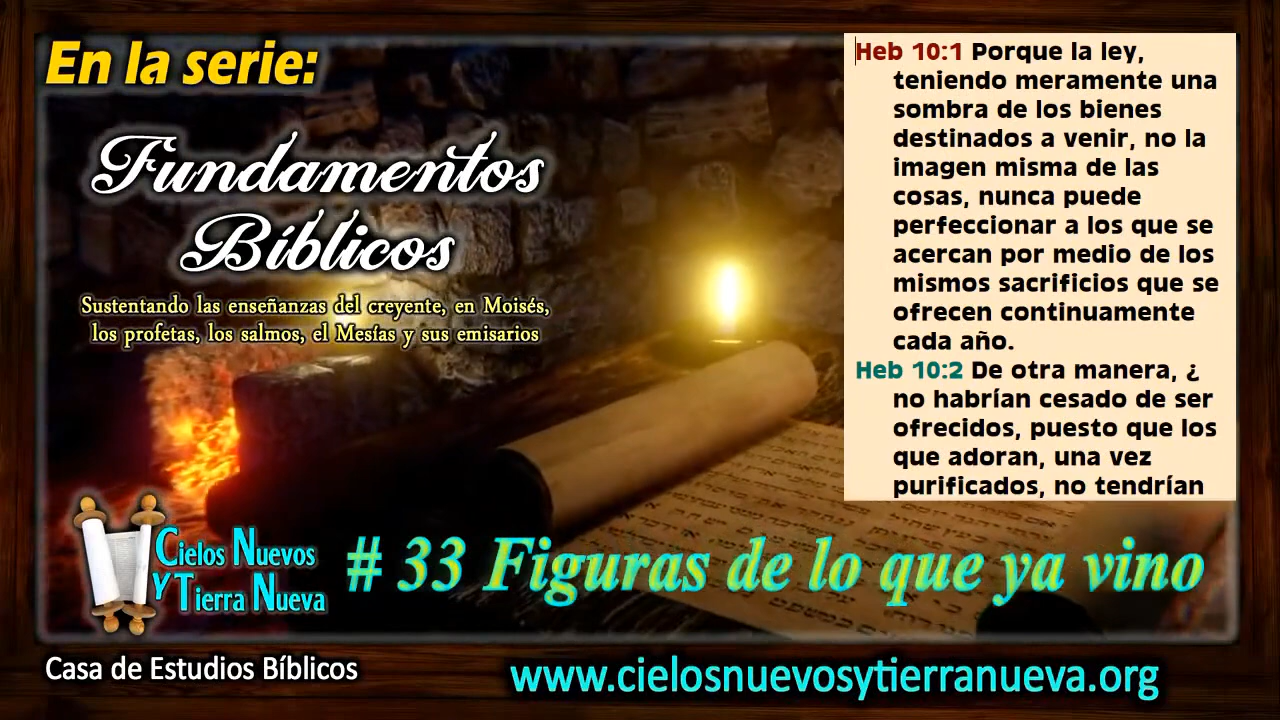 En la serie:
Fundamentos
Bíblicos
Sustentando las enseñanzas del creyente, en Moisés,
los profetas, los salmos, el Mesías y sus emisarios
Heb 10:1 Porque la ley,
teniendo meramente una
sombra de los bienes
destinados a venir, no la
imagen misma de las
cosas, nunca puede
perfeccionar a los que se
acercan por medio de los
mismos sacrificios que se
ofrecen continuamente
cada año.
Heb 10:2 De otra manera, ¿
no habrían cesado de ser
ofrecidos, puesto que los
que adoran, una vez
purificados, no tendrían
Cielos Nuevos
Y Tierra Nueva
# 33 Figuras de lo que ya vino
Casa de Estudios Bíblicos
www.cielosnuevosytierranueva.org